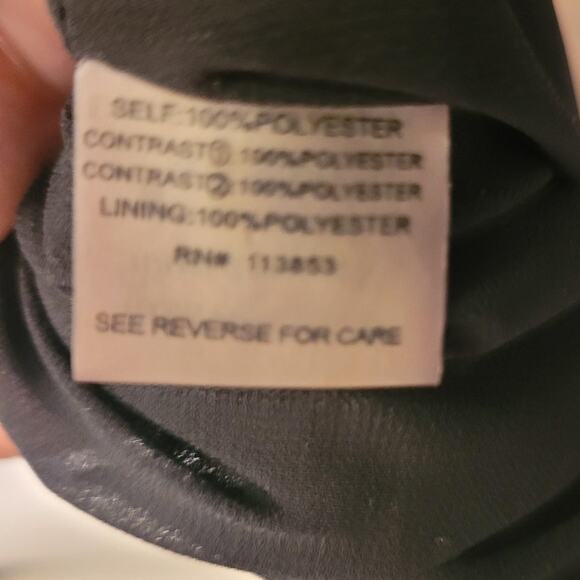 SELF:100%POLYESTER
CONTRAST①:100%POLYESTER
CONTRAST②:100%POLYESTER
LINING:100%POLYESTER
RN# 113853
SEE REVERSE FOR CARE